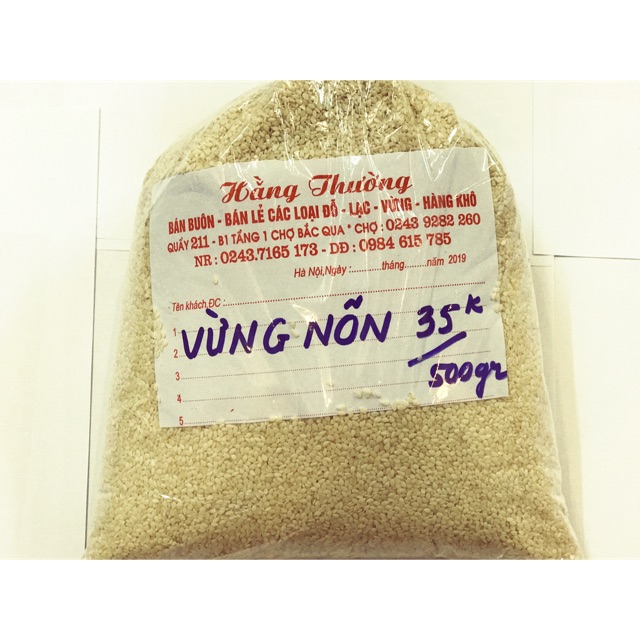 Hằng Thường
BÁN BUÔN - BÁN LẺ CÁC LOẠI ĐỖ - LẠC - VỪNG - HÀNG KHÔ
QUẦY 211 - B1 TẦNG 1 CHỢ BẮC QUA * CHỢ : 0243 9282 260
NR : 0243.7165 173 - DĐ : 0984 615 785
Hà Nội,Ngày :............tháng........năm 2019
Tên khách,ĐC :
1
VỪNG NÕN 35K
2
3
500gr
4
5